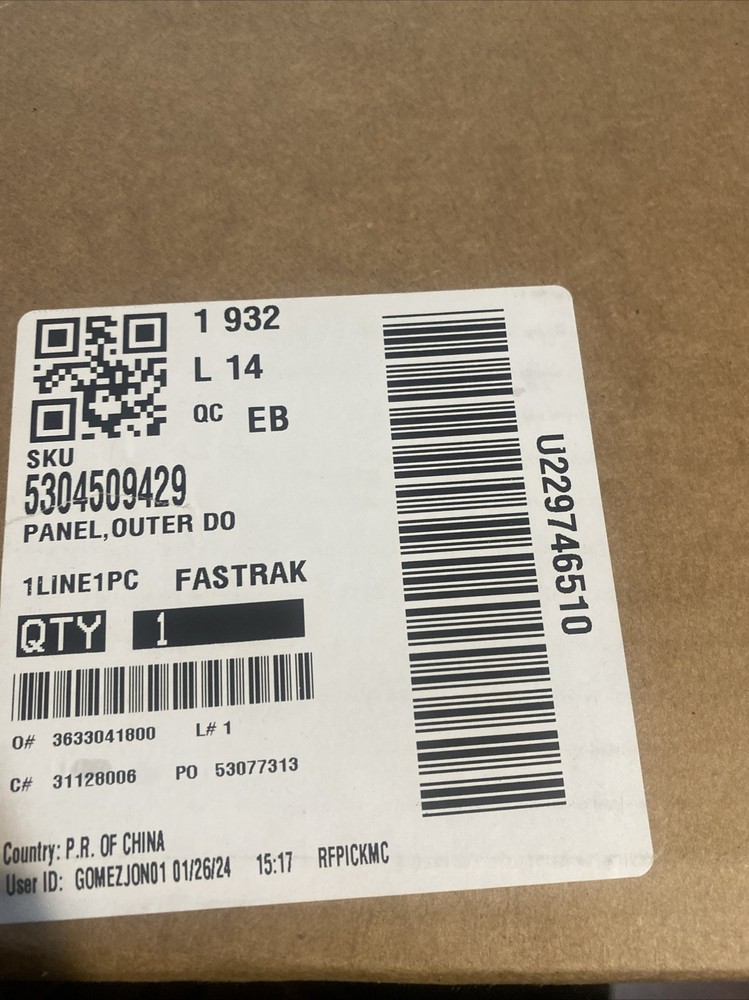 1 932
L 14
QC EB
SKU
5304509429
PANEL,OUTER DO
1LINE1PC FASTRAK
QTY 1
O# 3633041800 L# 1
C# 31128006 PO 53077313
Country: P.R. OF CHINA
User ID: GOMEZJON01 01/26/24 15:17 RFPICKMC
U229746510